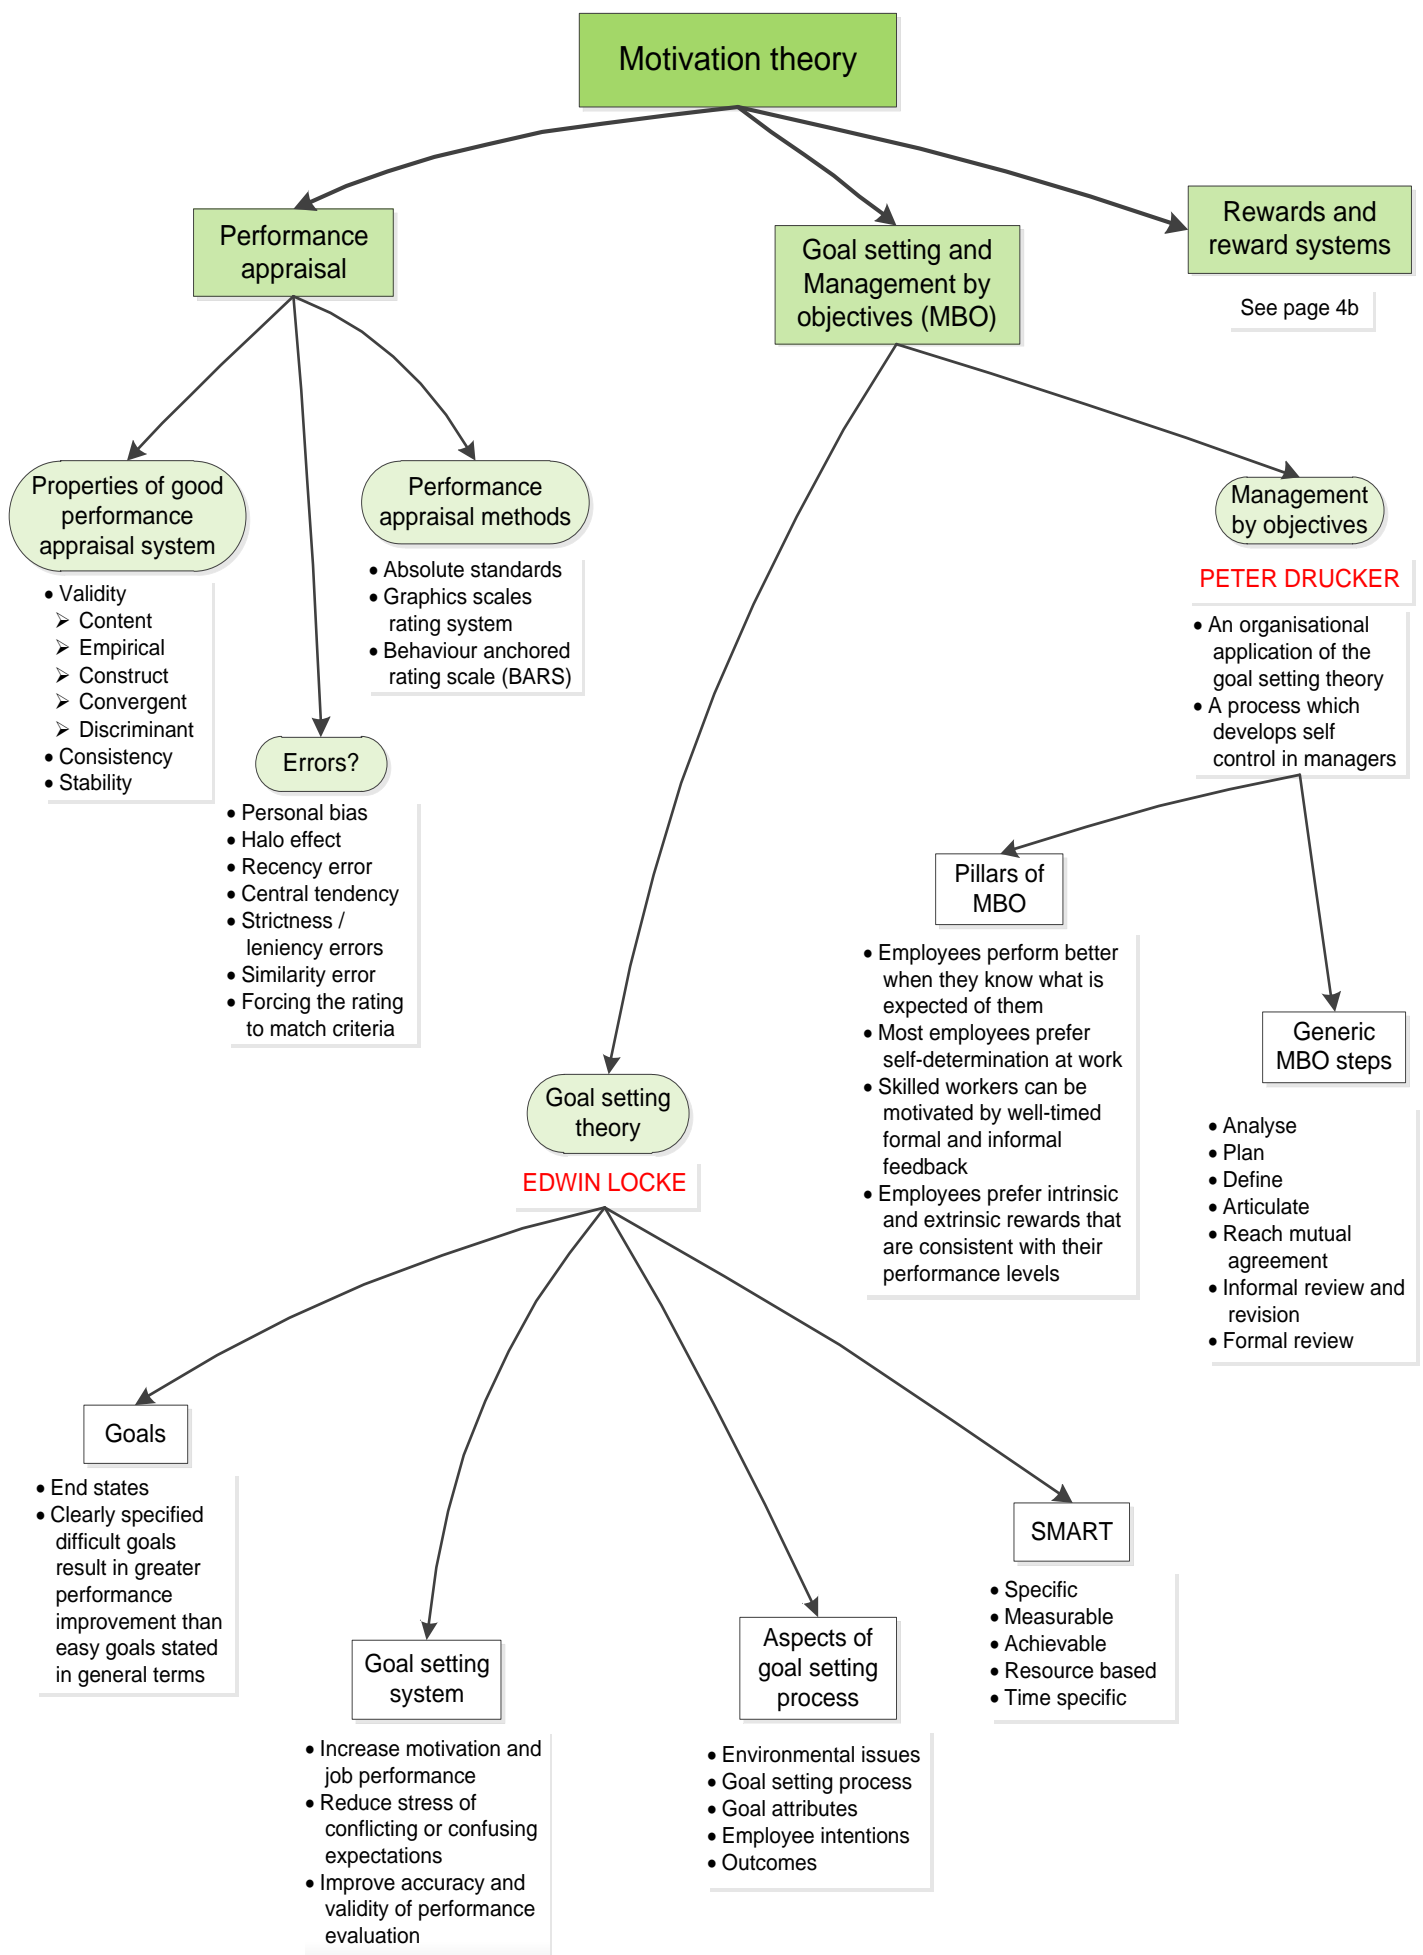 Motivation theory
Performance
appraisal
Goal setting and
Management by
objectives (MBO)
Rewards and
reward systems
See page 4b
Properties of good
performance
appraisal system
• Validity
➢ Content
➢ Empirical
➢ Construct
➢ Convergent
➢ Discriminant
• Consistency
• Stability
Errors?
• Personal bias
• Halo effect
• Recency error
• Central tendency
• Strictness /
leniency errors
• Similarity error
• Forcing the rating
to match criteria
Performance
appraisal methods
• Absolute standards
• Graphics scales
rating system
• Behaviour anchored
rating scale (BARS)
Management
by objectives
PETER DRUCKER
• An organisational
application of the
goal setting theory
• A process which
develops self
control in managers
Pillars of
MBO
• Employees perform better
when they know what is
expected of them
• Most employees prefer
self-determination at work
• Skilled workers can be
motivated by well-timed
formal and informal
feedback
• Employees prefer intrinsic
and extrinsic rewards that
are consistent with their
performance levels
Generic
MBO steps
• Analyse
• Plan
• Define
• Articulate
• Reach mutual
agreement
• Informal review and
revision
• Formal review
Goal setting
theory
EDWIN LOCKE
Goals
• End states
• Clearly specified
difficult goals
result in greater
performance
improvement than
easy goals stated
in general terms
Goal setting
system
• Increase motivation and
job performance
• Reduce stress of
conflicting or confusing
expectations
• Improve accuracy and
validity of performance
evaluation
Aspects of
goal setting
process
• Environmental issues
• Goal setting process
• Goal attributes
• Employee intentions
• Outcomes
SMART
• Specific
• Measurable
• Achievable
• Resource based
• Time specific